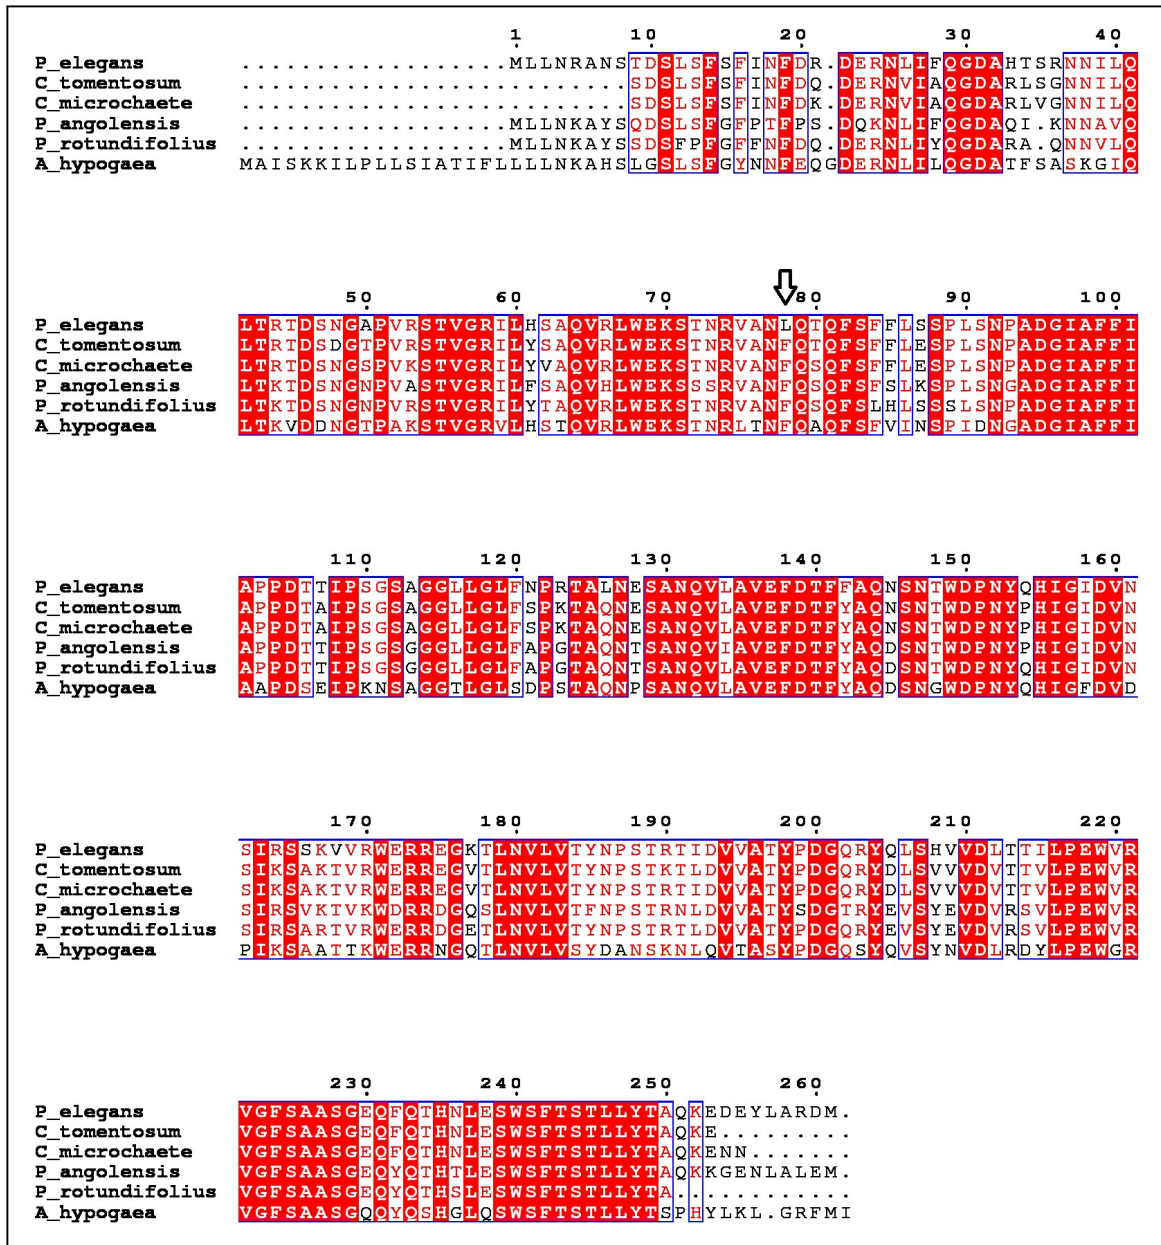 1 10 20 30 40
P_elegans ..................MLLNRANSTDSLSFSFINFDR.DERNLIFQGDAHTSRNNILQ
C_tomentosum ..........................SDSLSFSFINFDQ.DERNVIAQGDARLSGNNILQ
C_microchaete ..........................SDSLSFSFINFDK.DERNVIAQGDARLVGNNILQ
P_angolensis ..................MLLNKAYSQDSLSFGFPTFPS.DQKNLIFQGDAQI.KNNAVQ
P_rotundifolius ..................MLLNKAYSSDSFPFGFFNFDQ.DERNLIYQGDARA.QNNVLQ
A_hypogaea MAISKKILPLLSIATIFLLLLNKAHSLGSLSFGYNNFEQGDERNLILQGDATFSASKGIQ
50 60 70 80 90 100
P_elegans LTRTDSNGAPVRSTVGRILHSAQVRLWEKSTNRVANLQTQFSFFLSSPLSNPADGIAFFI
C_tomentosum LTRTDSDGTPVRSTVGRILYSAQVRLWEKSTNRVANFQTQFSFFLESPLSNPADGIAFFI
C_microchaete LTRTDSNGSPVKSTVGRILYVAQVRLWEKSTNRVANFQSQFSFFLESPLSNPADGIAFFI
P_angolensis LTKTDSNGNPVASTVGRILFSAQVHLWEKSSSRVANFQSQFSFSLKSPLSNGADGIAFFI
P_rotundifolius LTKTDSNGNPVRSTVGRILYTAQVRLWEKSTNRVANFQSQFSLHLSSSLSNPADGIAFFI
A_hypogaea LTKVDDNGTPAKSTVGRVLHSTQVRLWEKSTNRLTNFQAQFSFVINSPIDNGADGIAFFI
110 120 130 140 150 160
P_elegans APPDTTIPSGSAGGLLGLFNPRTALNESANQVLAVEFDTFFAQNSNTWDPNYQHIGIDVN
C_tomentosum APPDTAIPSGSAGGLLGLFSPKTAQNESANQVLAVEFDTFYAQNSNTWDPNYPHIGIDVN
C_microchaete APPDTAIPSGSAGGLLGLFSPKTAQNESANQVLAVEFDTFYAQNSNTWDPNYPHIGIDVN
P_angolensis APPDTTIPSGSGGGLLGLFAPGTAQNTSANQVIAVEFDTFYAQDSNTWDPNYPHIGIDVN
P_rotundifolius APPDTTIPSGSGGGLLGLFAPGTAQNTSANQVLAVEFDTFYAQDSNTWDPNYPHIGIDVN
A_hypogaea AAPDSEIPKNSAGGTLGLSDPSTAQNPSANQVLAVEFDTFYAQDSNGWDPNYQHIGFDVD
170 180 190 200 210 220
P_elegans SIRSSKVVRWERREGKTLNVLVTYNPSTRTIDVVATYPDGQRYQLSHVVDLTTILPEWVR
C_tomentosum SIKSAKTVRWERREGVTLNVLVTYNPSTKTLDVVATYPDGQRYDLSVVVDVTTVLPEWVR
C_microchaete SIKSAKTVRWERREGVTLNVLVTYNPSTRTIDVVATYPDGQRYDLSVVVDVTTVLPEWVR
P_angolensis SIRSVKTVKWDRRDGQSLNVLVTFNPSTRNLDVVATYSDGTRYEVSYEVDVRSVLPEWVR
P_rotundifolius SIRSARTVRWERRDGETLNVLVTYNPSTRTLDVVATYPDGQRYEVSYEVDVRSVLPEWVR
A_hypogaea PIKSAATTKWERRNGQTLNVLVSYDANSKNLQVTASYPDGQSYQVSYNVDLRDYLPEWGR
230 240 250 260
P_elegans VGFSAASGEQFQTHNLESWSFTSTLLYTAQKEDEYLARDM.
C_tomentosum VGFSAASGEQFQTHNLESWSFTSTLLYTAQKE.........
C_microchaete VGFSAASGEQFQTHNLESWSFTSTLLYTAQKENN.......
P_angolensis VGFSAASGEQYQTHTLESWSFTSTLLYTAQKKGENLALEM.
P_rotundifolius VGFSAASGEQYQTHSLESWSFTSTLLYTA............
A_hypogaea VGFSAASGQQYQSHGLQSWSFTSTLLYTSPHYLKL.GRFMI